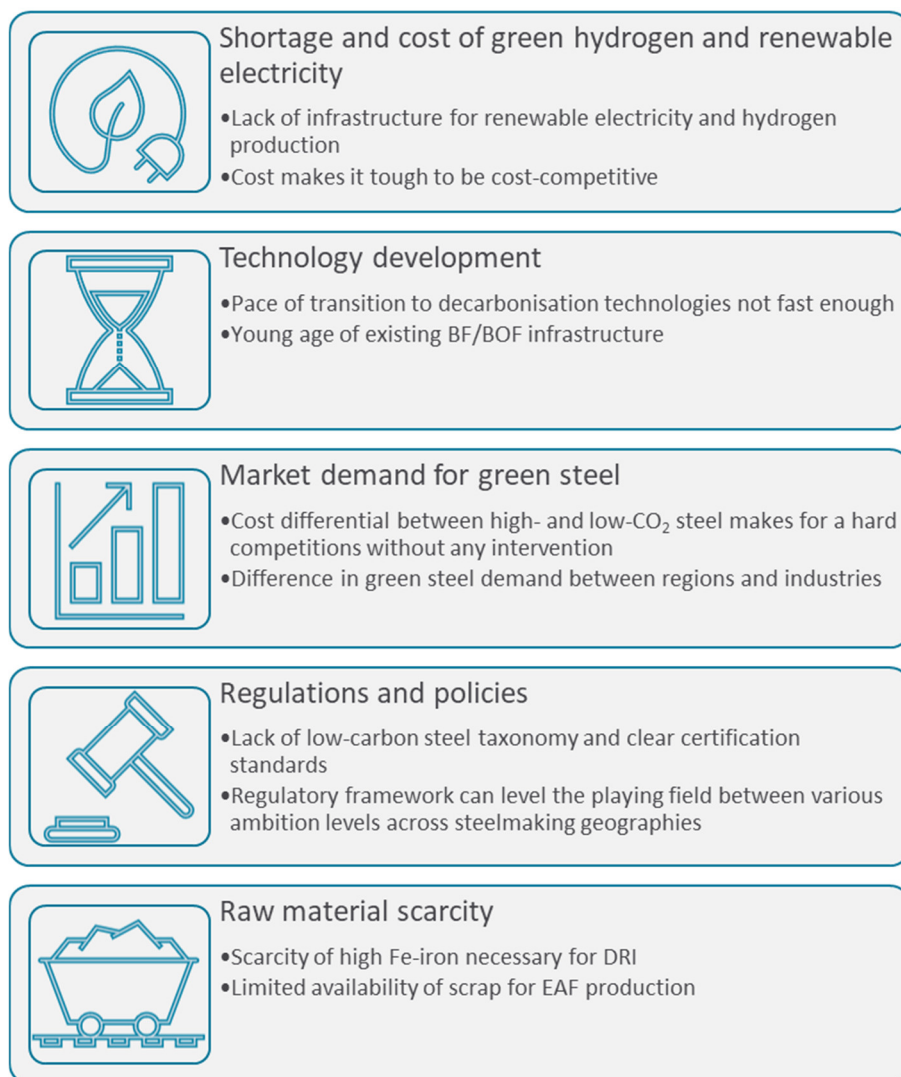 Shortage and cost of green hydrogen and renewable
electricity
•Lack of infrastructure for renewable electricity and hydrogen
production
•Cost makes it tough to be cost-competitive
Technology development
•Pace of transition to decarbonisation technologies not fast enough
•Young age of existing BF/BOF infrastructure
Market demand for green steel
•Cost differential between high- and low-CO₂ steel makes for a hard
competitions without any intervention
•Difference in green steel demand between regions and industries
Regulations and policies
•Lack of low-carbon steel taxonomy and clear certification
standards
•Regulatory framework can level the playing field between various
ambition levels across steelmaking geographies
Raw material scarcity
•Scarcity of high Fe-iron necessary for DRI
•Limited availability of scrap for EAF production